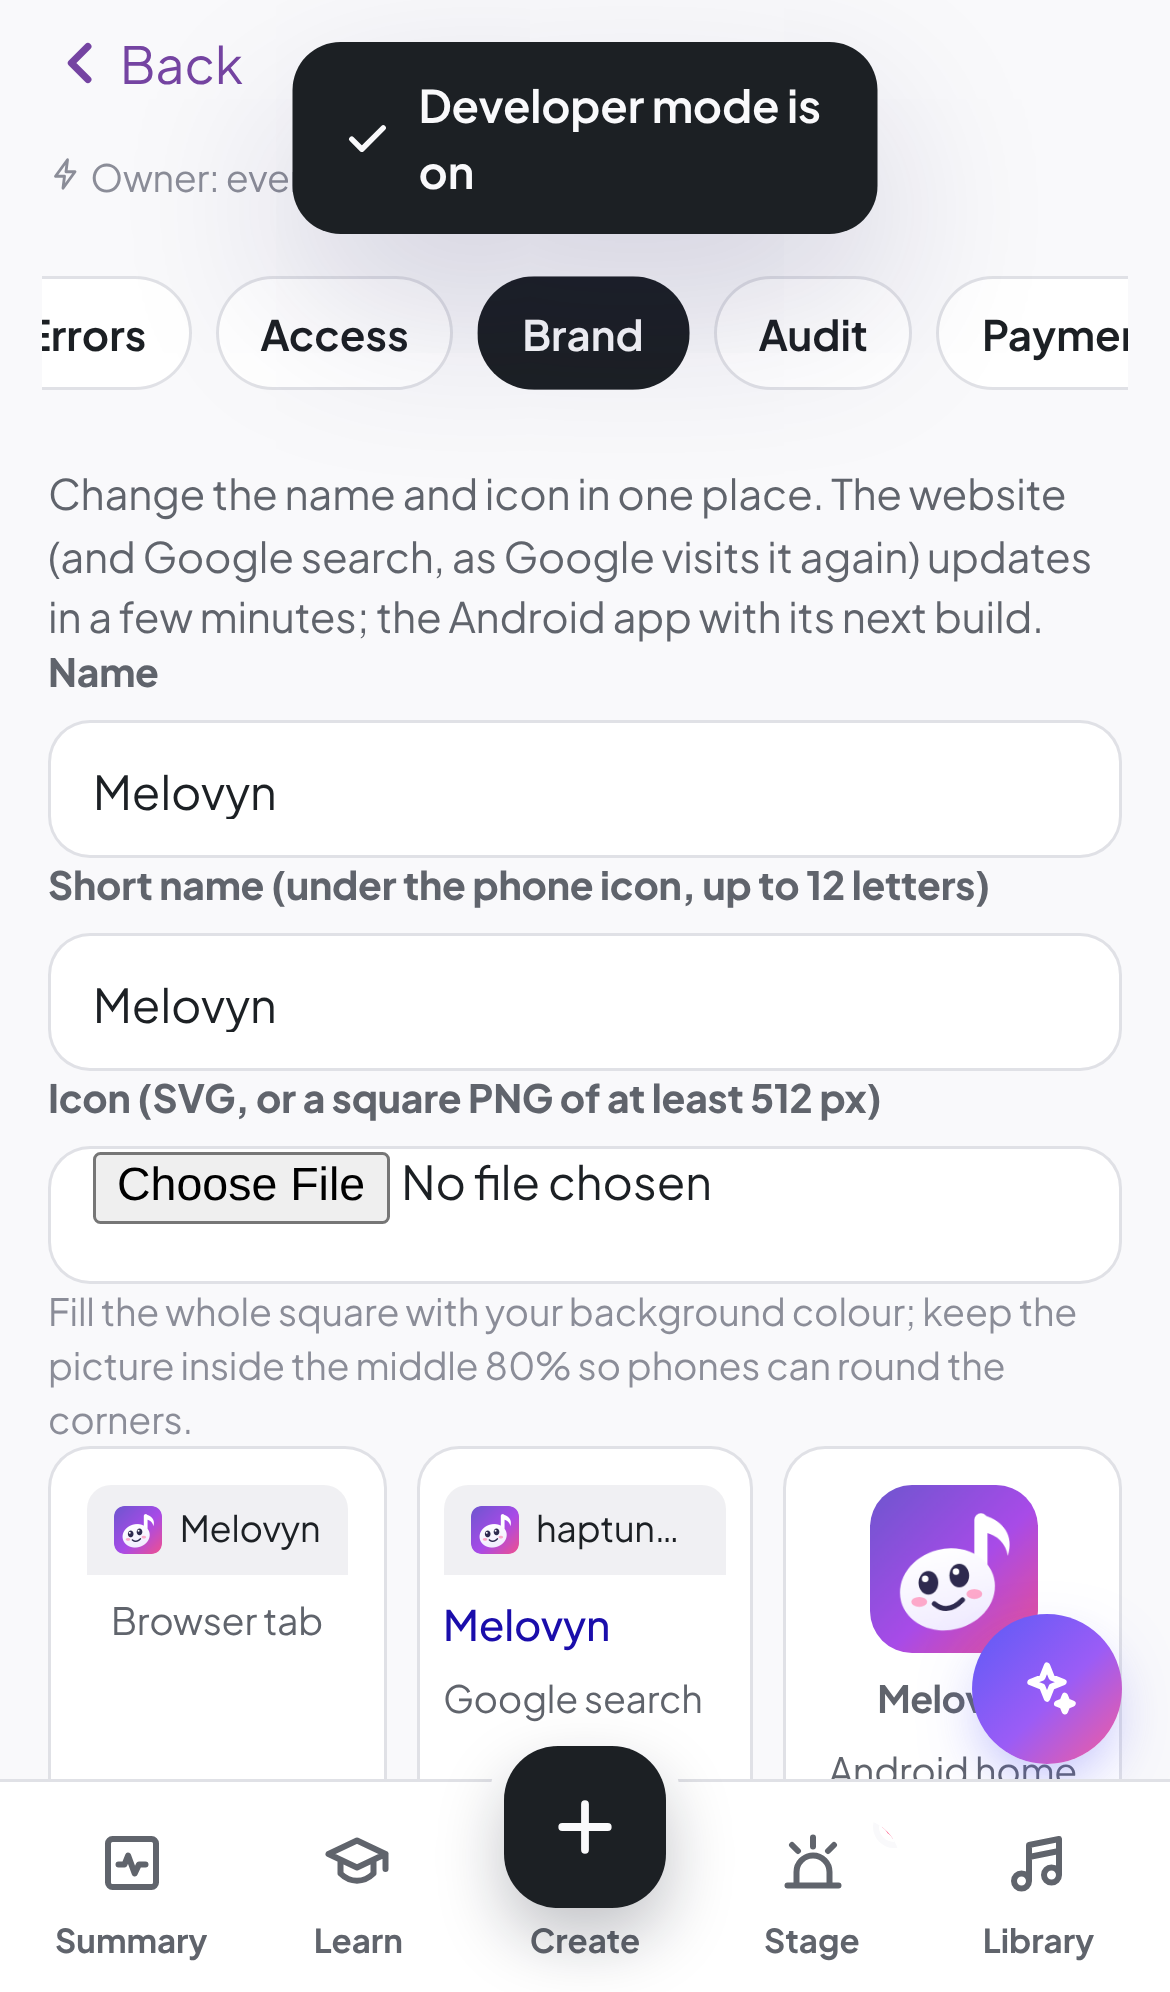 Back
Developer mode is
on
Owner: eve
Errors
Access
Brand
Audit
Change the name and icon in one place. The website
(and Google search, as Google visits it again) updates
in a few minutes; the Android app with its next build.
Name
Melovyn
Short name (under the phone icon, up to 12 letters)
Melovyn
Icon (SVG, or a square PNG of at least 512 px)
Choose File No file chosen
Fill the whole square with your background colour; keep the
picture inside the middle 80% so phones can round the
corners.
Melovyn
Browser tab
haptun...
Melovyn
Google search
Android home
Summary
Learn
Create
Stage
Library